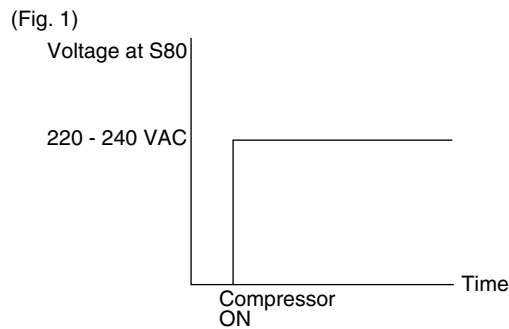 (Fig. 1)
Voltage at S80
220 - 240 VAC
Time
Compressor
ON